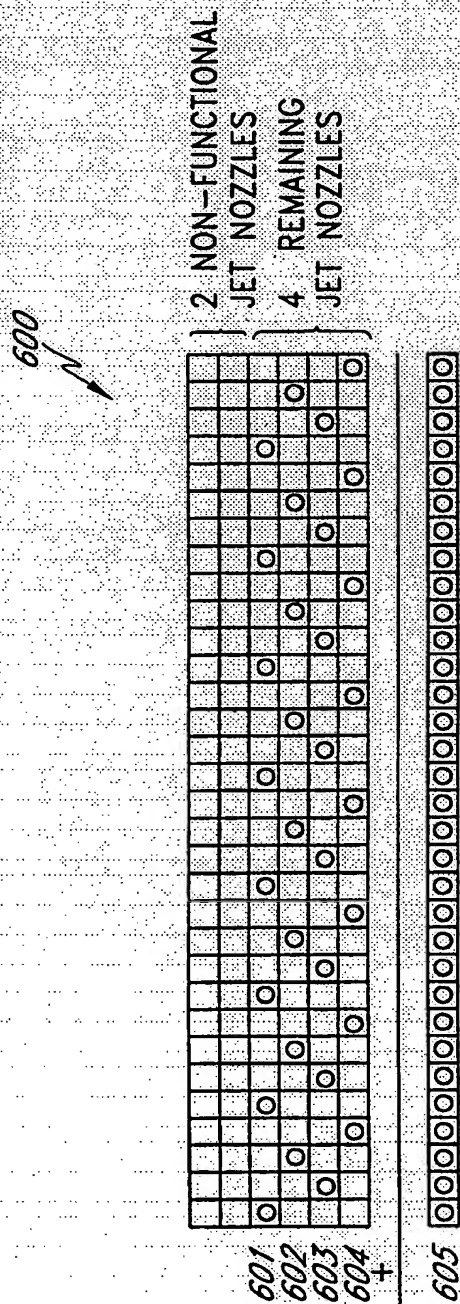 600
2 NON-FUNCTIONAL
JET NOZZLES
4 REMAINING
JET NOZZLES
601
602
603
604
+
605